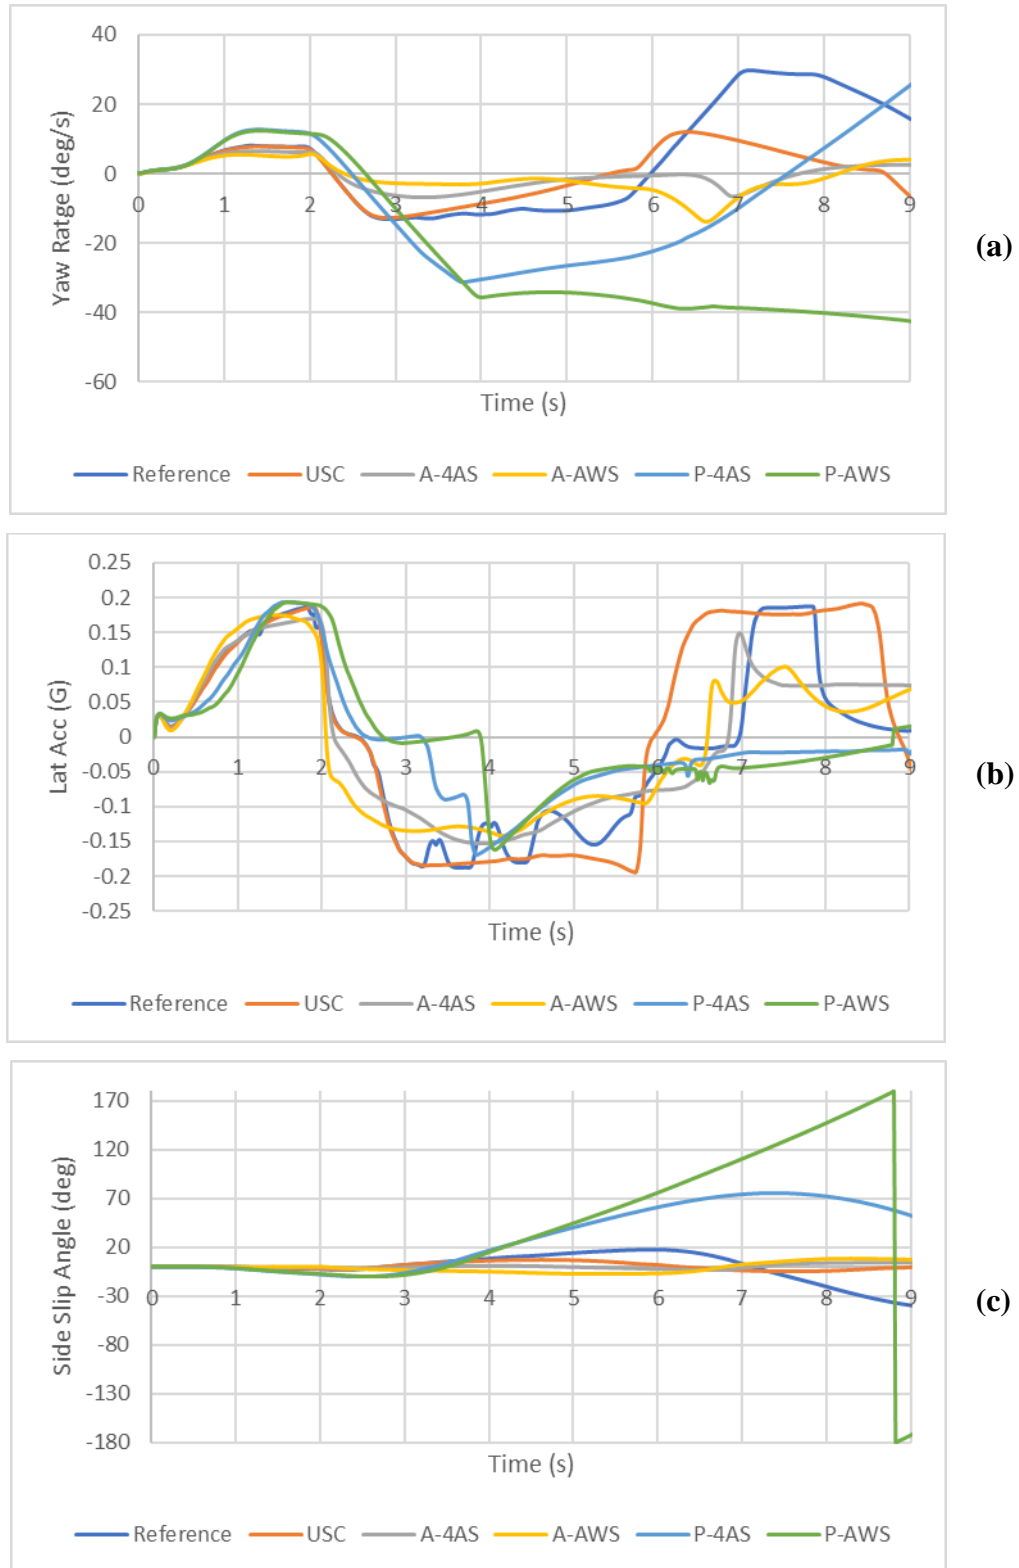 40
20
0
-20
-40
-60
0 1 2 3 4 5 6 7 8 9
Yaw Ratge (deg/s)
Time (s)
Reference USC A-4AS A-AWS P-4AS P-AWS
(a)
0.25
0.2
0.15
0.1
0.05
0
-0.05
-0.1
-0.15
-0.2
-0.25
0 1 2 3 4 5 6 7 8 9
Lat Acc (G)
Time (s)
Reference USC A-4AS A-AWS P-4AS P-AWS
(b)
170
120
70
20
-30
-80
-130
-180
0 1 2 3 4 5 6 7 8 9
Side Slip Angle (deg)
Time (s)
Reference USC A-4AS A-AWS P-4AS P-AWS
(c)